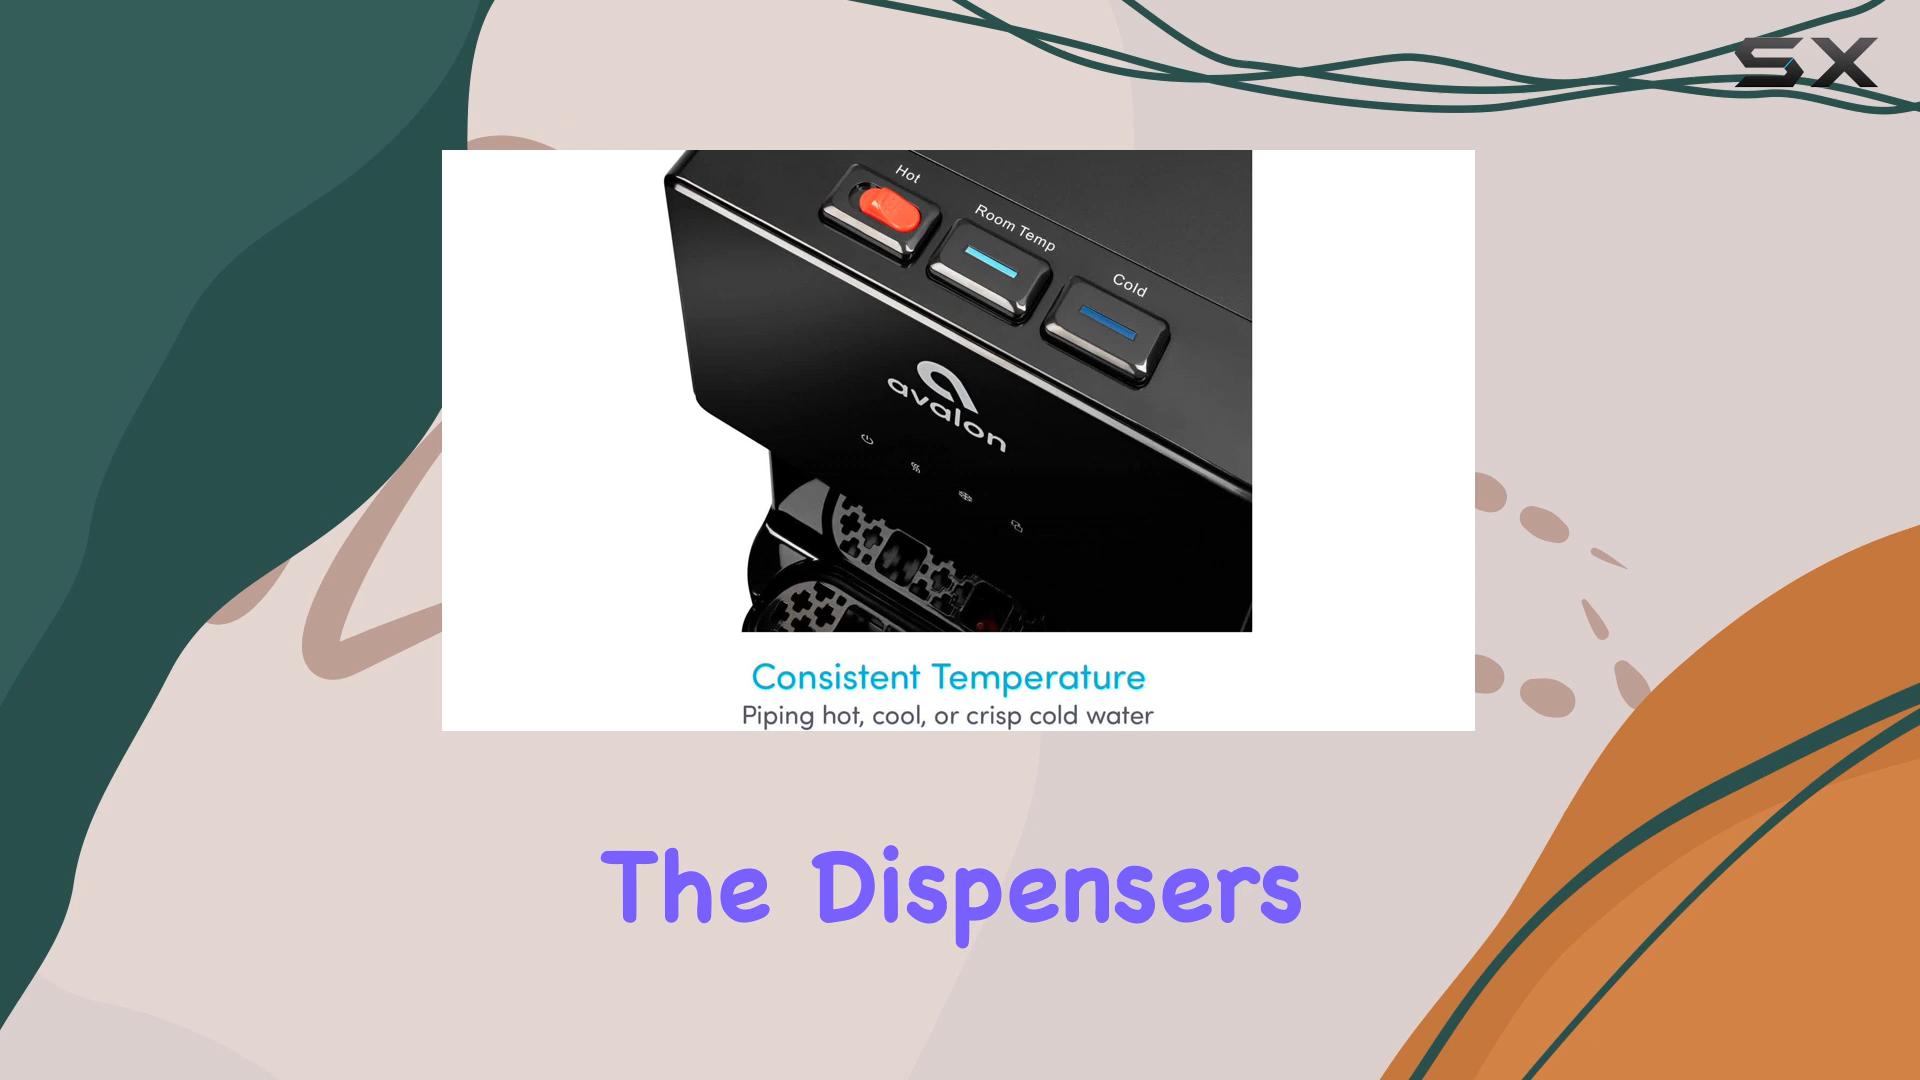 SX
Hot
Room Temp
Cold
avalon
Consistent Temperature
Piping hot, cool, or crisp cold water
The Dispensers